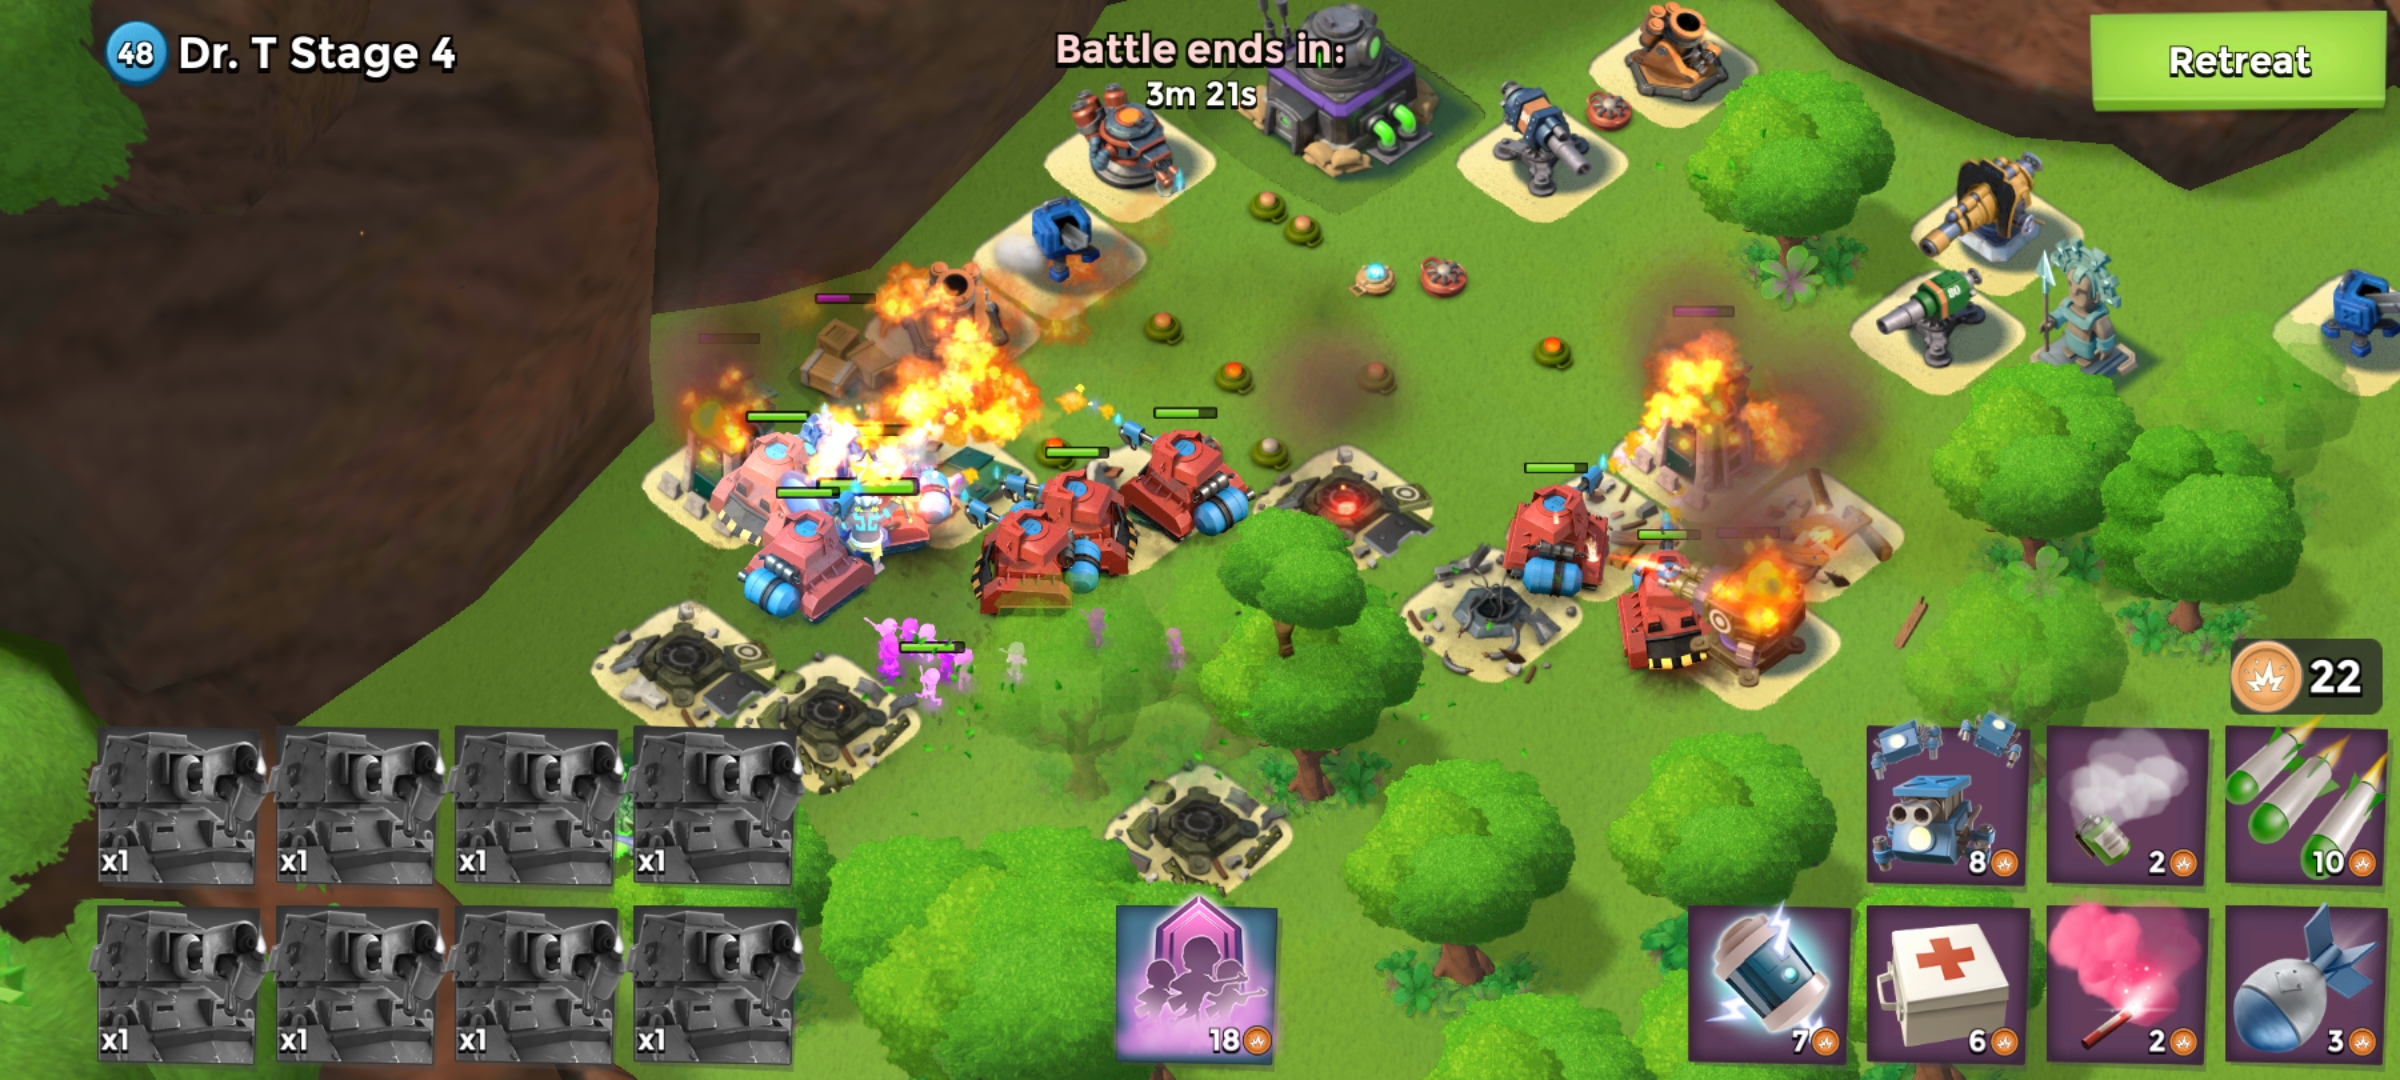 48 Dr. T Stage 4
Battle ends in:
3m 21s
Retreat
22
x1 x1 x1 x1
8 2 10
x1 x1 x1 x1
18
7 6 2 3